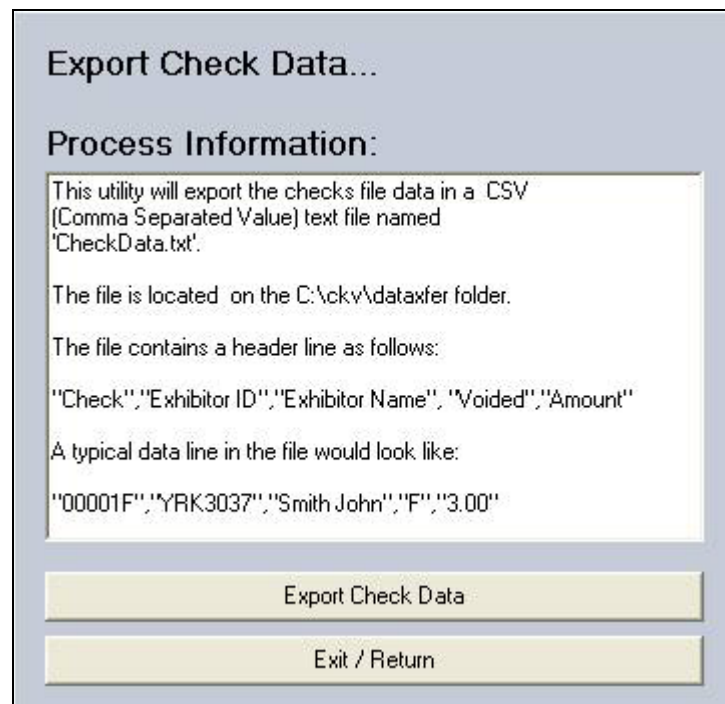 Export Check Data...
Process Information:
This utility will export the checks file data in a  CSV
(Comma Separated Value) text file named
'CheckData.txt'.
The file is located  on the C:\ckv\dataxfer folder.
The file contains a header line as follows:
"Check","Exhibitor ID","Exhibitor Name", "Voided","Amount"
A typical data line in the file would look like:
"00001F","YRK3037","Smith John","F","3.00"
Export Check Data
Exit / Return